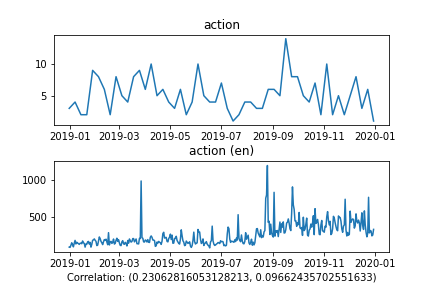 action
10
5
2019-01 2019-03 2019-05 2019-07 2019-09 2019-11 2020-01
action (en)
1000
500
2019-01 2019-03 2019-05 2019-07 2019-09 2019-11 2020-01
Correlation: (0.23062816053128213, 0.09662435702551633)